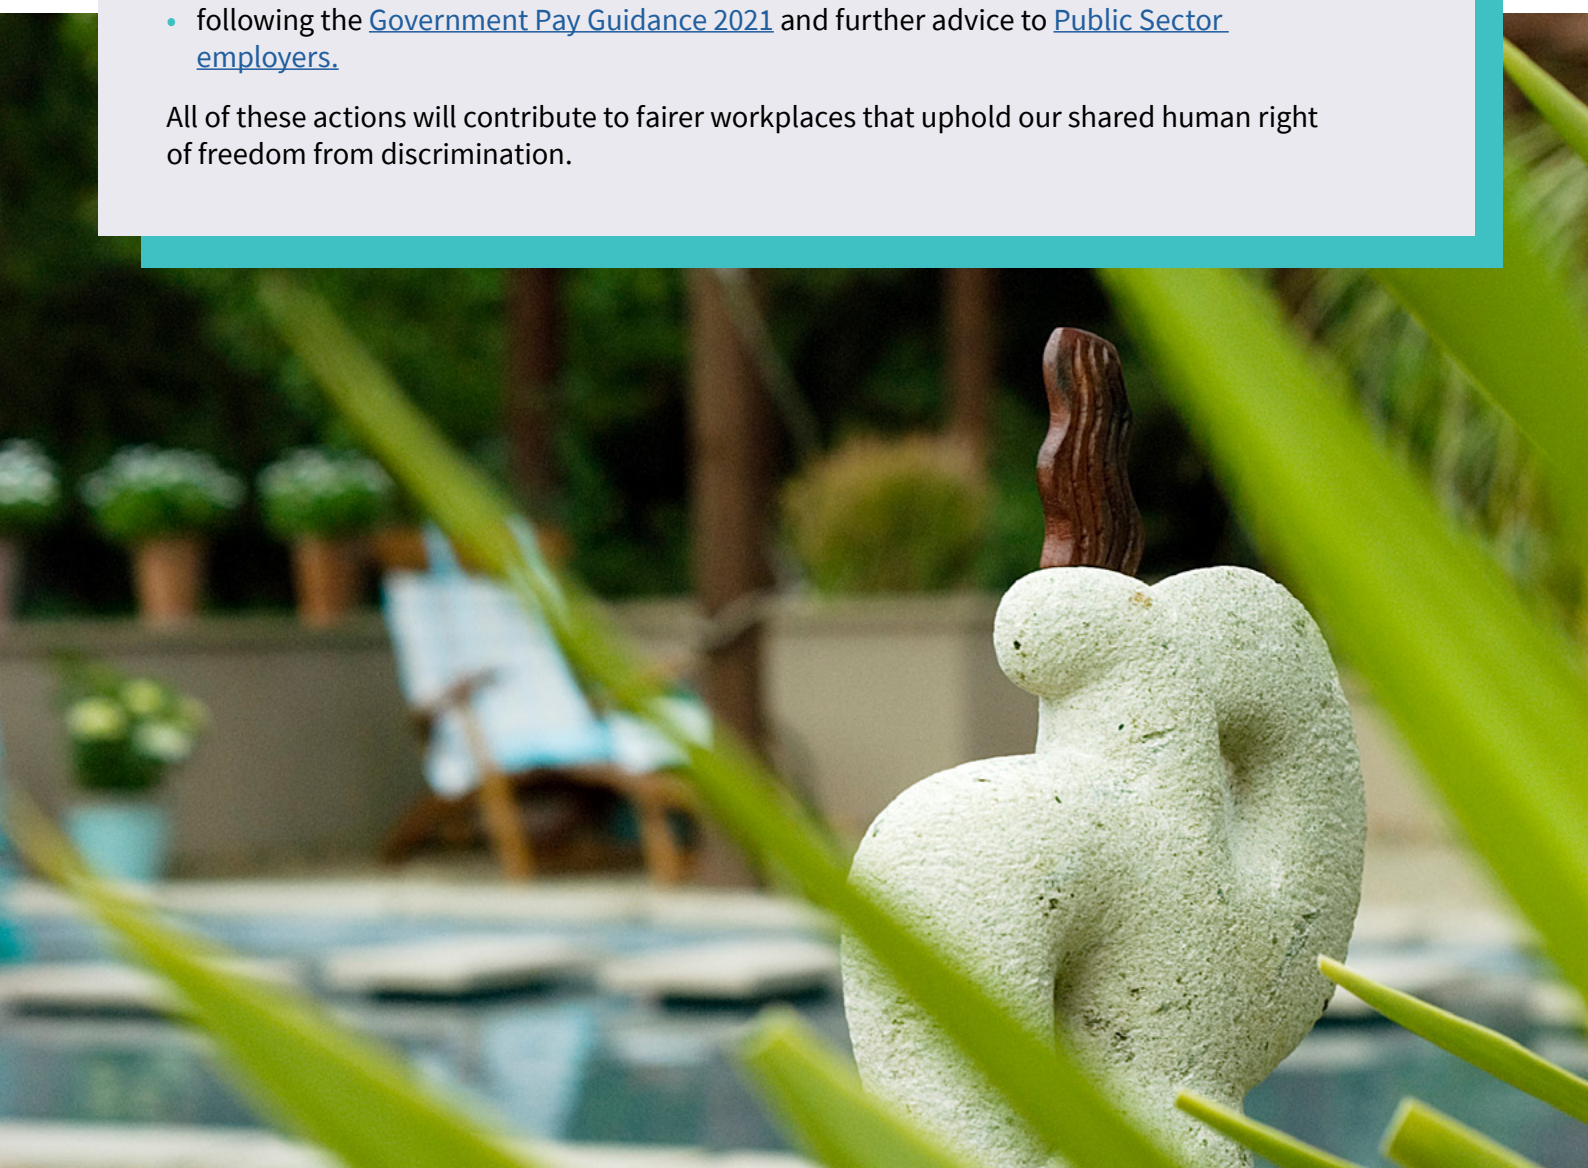 • following the Government Pay Guidance 2021 and further advice to Public Sector
employers.
All of these actions will contribute to fairer workplaces that uphold our shared human right
of freedom from discrimination.